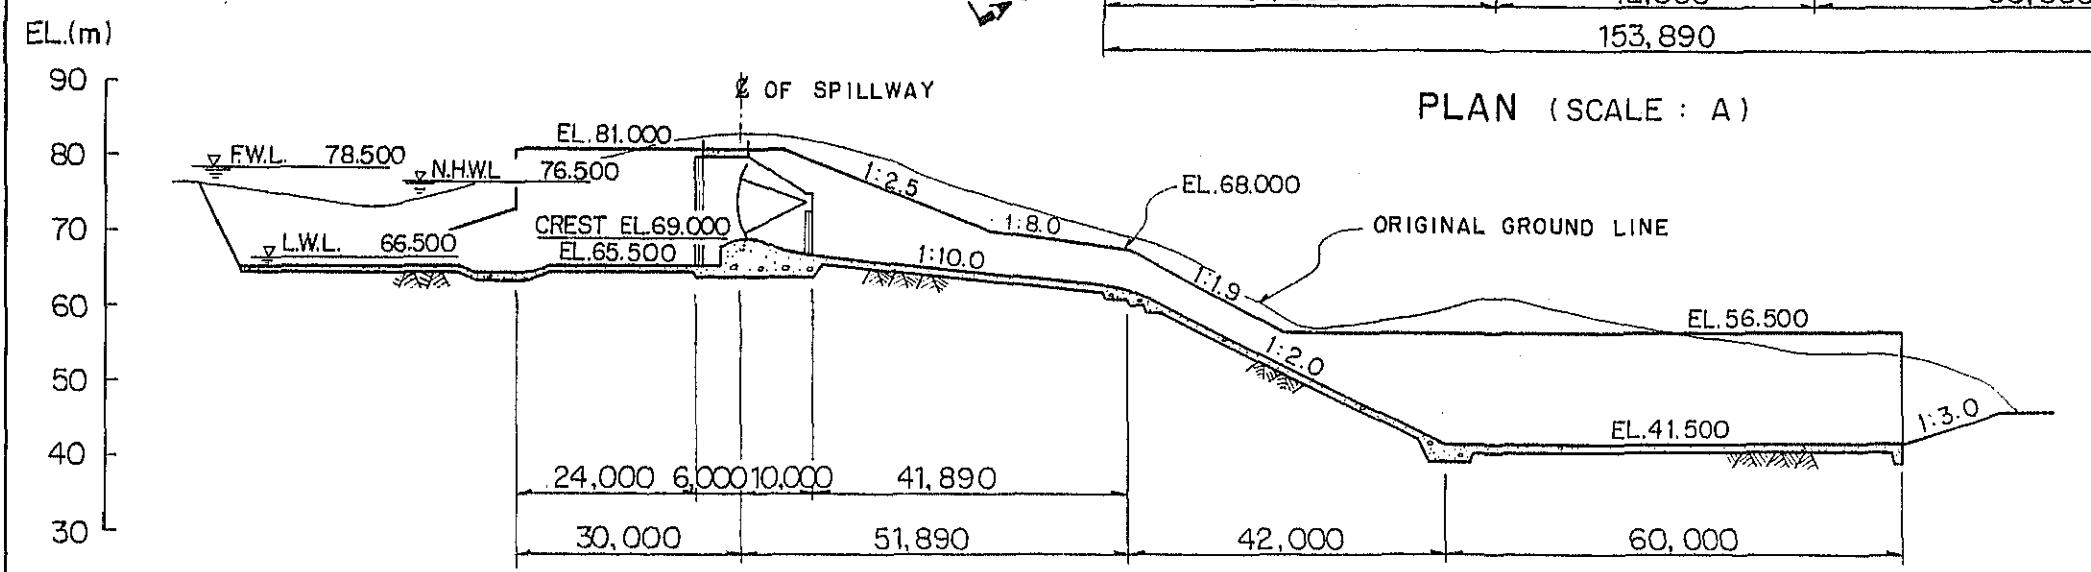 153,890
EL.(m)
90
℄ OF SPILLWAY
PLAN (SCALE : A)
EL.81.000
80
F.W.L. 78.500
N.H.W.L 76.500
1:2.5
EL.68.000
70
CREST EL.69.000
1:8.0
ORIGINAL GROUND LINE
L.W.L. 66.500
EL.65.500
1:10.0
60
1:1.9
EL.56.500
1:2.0
50
1:3.0
EL.41.500
40
24,000 6,000 10,000 41,890
30
30,000 51,890 42,000 60,000